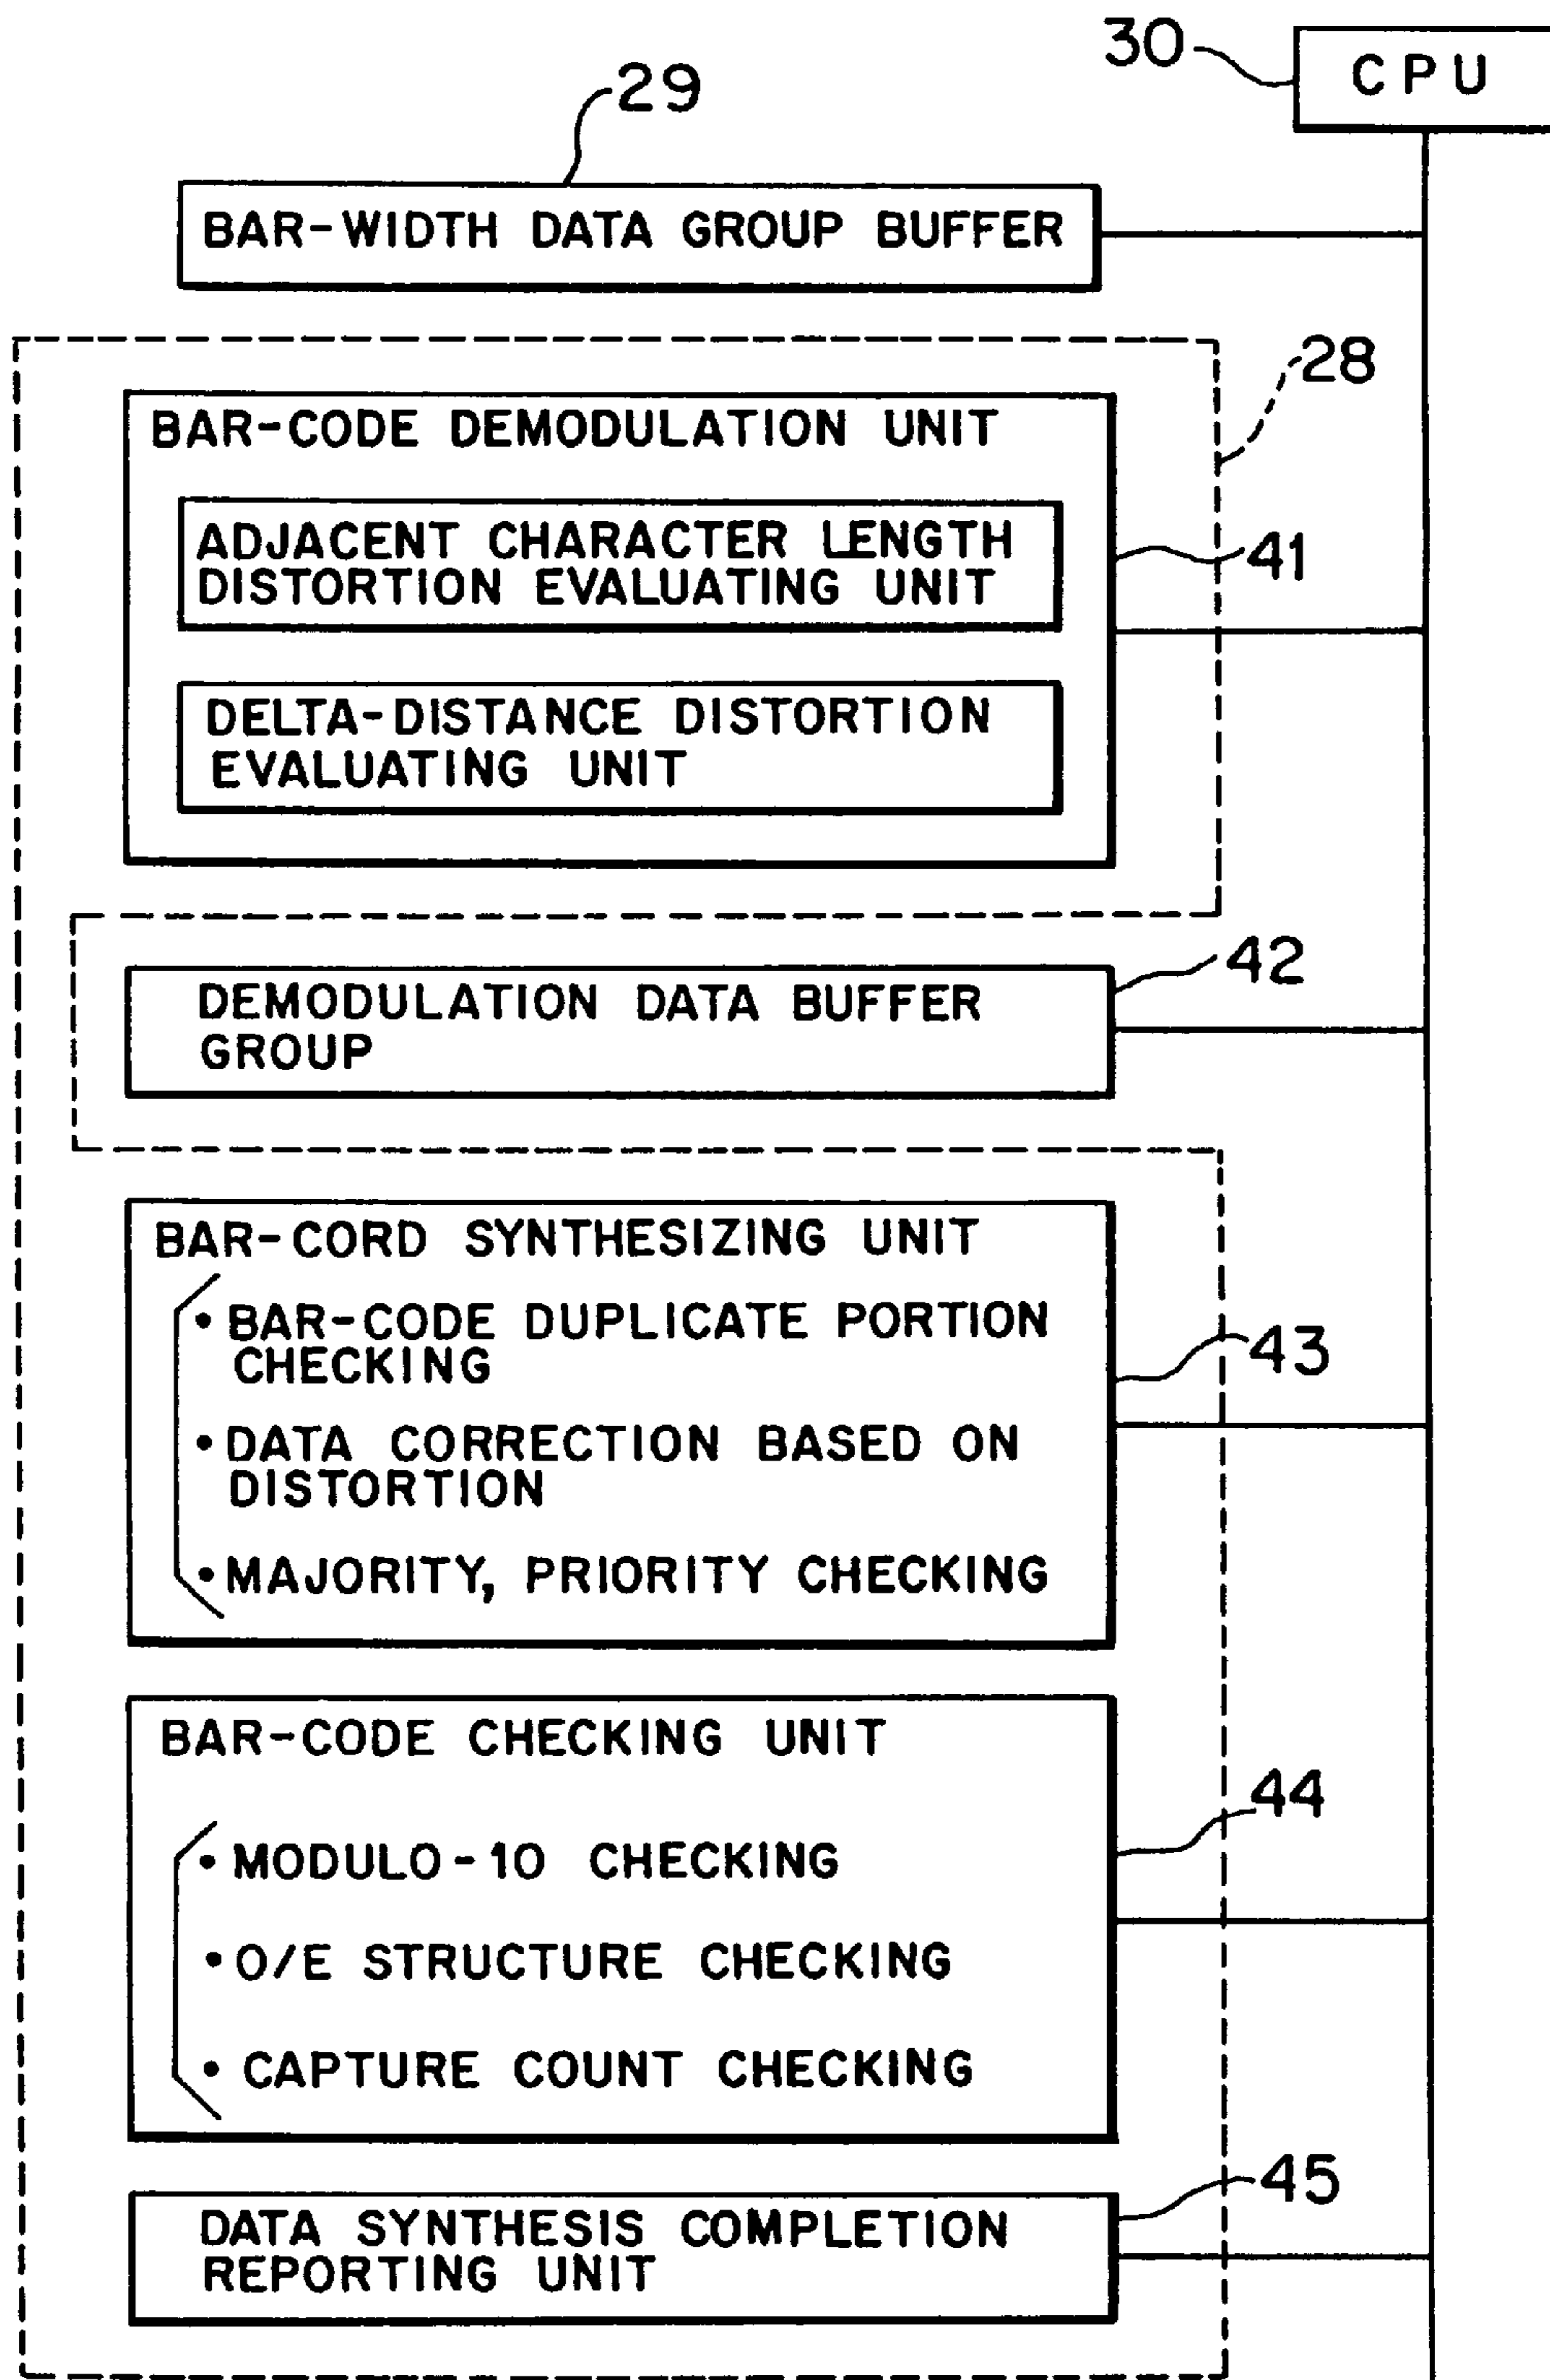 30
CPU
29
BAR-WIDTH DATA GROUP BUFFER
28
BAR-CODE DEMODULATION UNIT
ADJACENT CHARACTER LENGTH
DISTORTION EVALUATING UNIT
41
DELTA-DISTANCE DISTORTION
EVALUATING UNIT
42
DEMODULATION DATA BUFFER
GROUP
BAR-CORD SYNTHESIZING UNIT
• BAR-CODE DUPLICATE PORTION
CHECKING
43
• DATA CORRECTION BASED ON
DISTORTION
• MAJORITY, PRIORITY CHECKING
BAR-CODE CHECKING UNIT
44
• MODULO-10 CHECKING
• O/E STRUCTURE CHECKING
• CAPTURE COUNT CHECKING
45
DATA SYNTHESIS COMPLETION
REPORTING UNIT